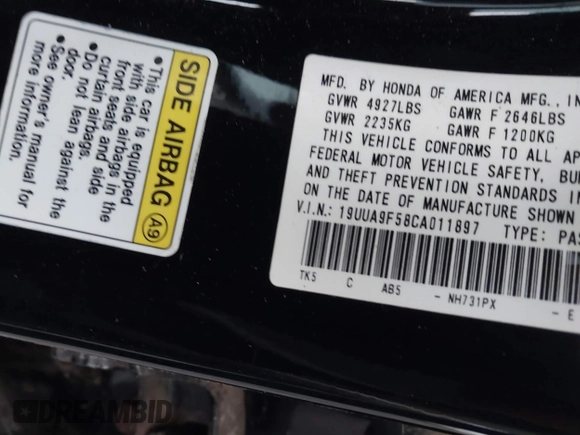 SIDE AIRBAG A9
• This car is equipped
with side airbags in the
front seats and side
curtain airbags.
• Do not lean against the
door.
• See owner's manual for
more information.
MFD. BY HONDA OF AMERICA MFG., IN
GVWR 4927LBS GAWR F 2646LBS
GVWR 2235KG GAWR F 1200KG
THIS VEHICLE CONFORMS TO ALL AP
FEDERAL MOTOR VEHICLE SAFETY, BU
AND THEFT PREVENTION STANDARDS IN
ON THE DATE OF MANUFACTURE SHOWN
V.I.N.: 19UUA9F58CA011897 TYPE: PAS
TK5 C AB5 - NH731PX - E
DREAMBID